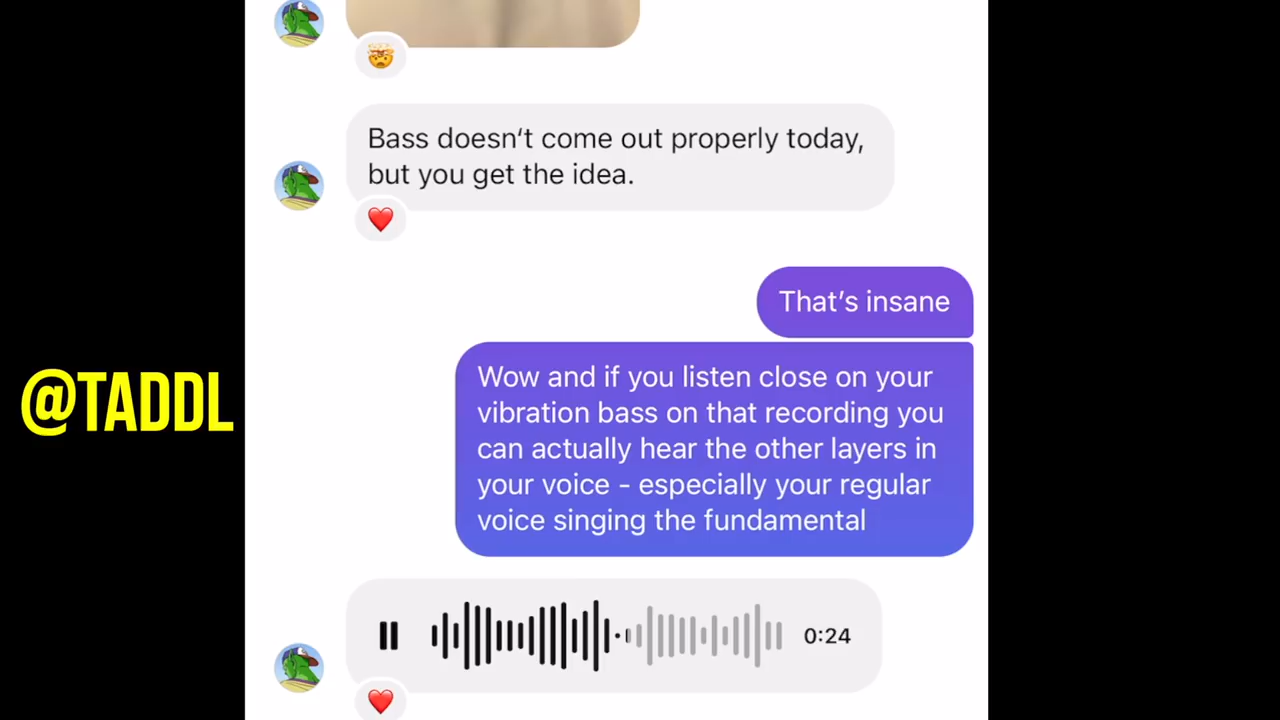 Bass doesn‘t come out properly today,
but you get the idea.
That’s insane
@TADDL
Wow and if you listen close on your
vibration bass on that recording you
can actually hear the other layers in
your voice - especially your regular
voice singing the fundamental
0:24